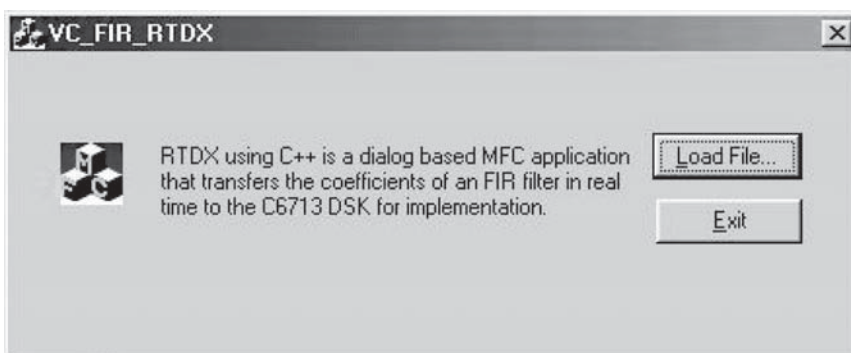 VC_FIR_RTDX
RTDX using C++ is a dialog based MFC application
that transfers the coefficients of an FIR filter in real
time to the C6713 DSK for implementation.
Load File...
Exit